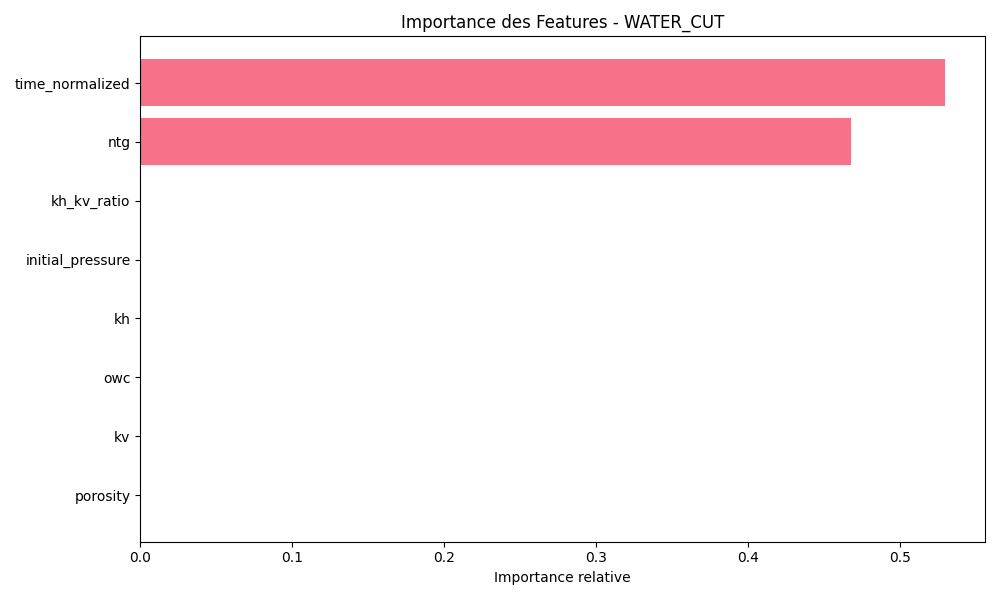 Importance des Features - WATER_CUT
time_normalized
ntg
kh_kv_ratio
initial_pressure
kh
owc
kv
porosity
0.0 0.1 0.2 0.3 0.4 0.5
Importance relative